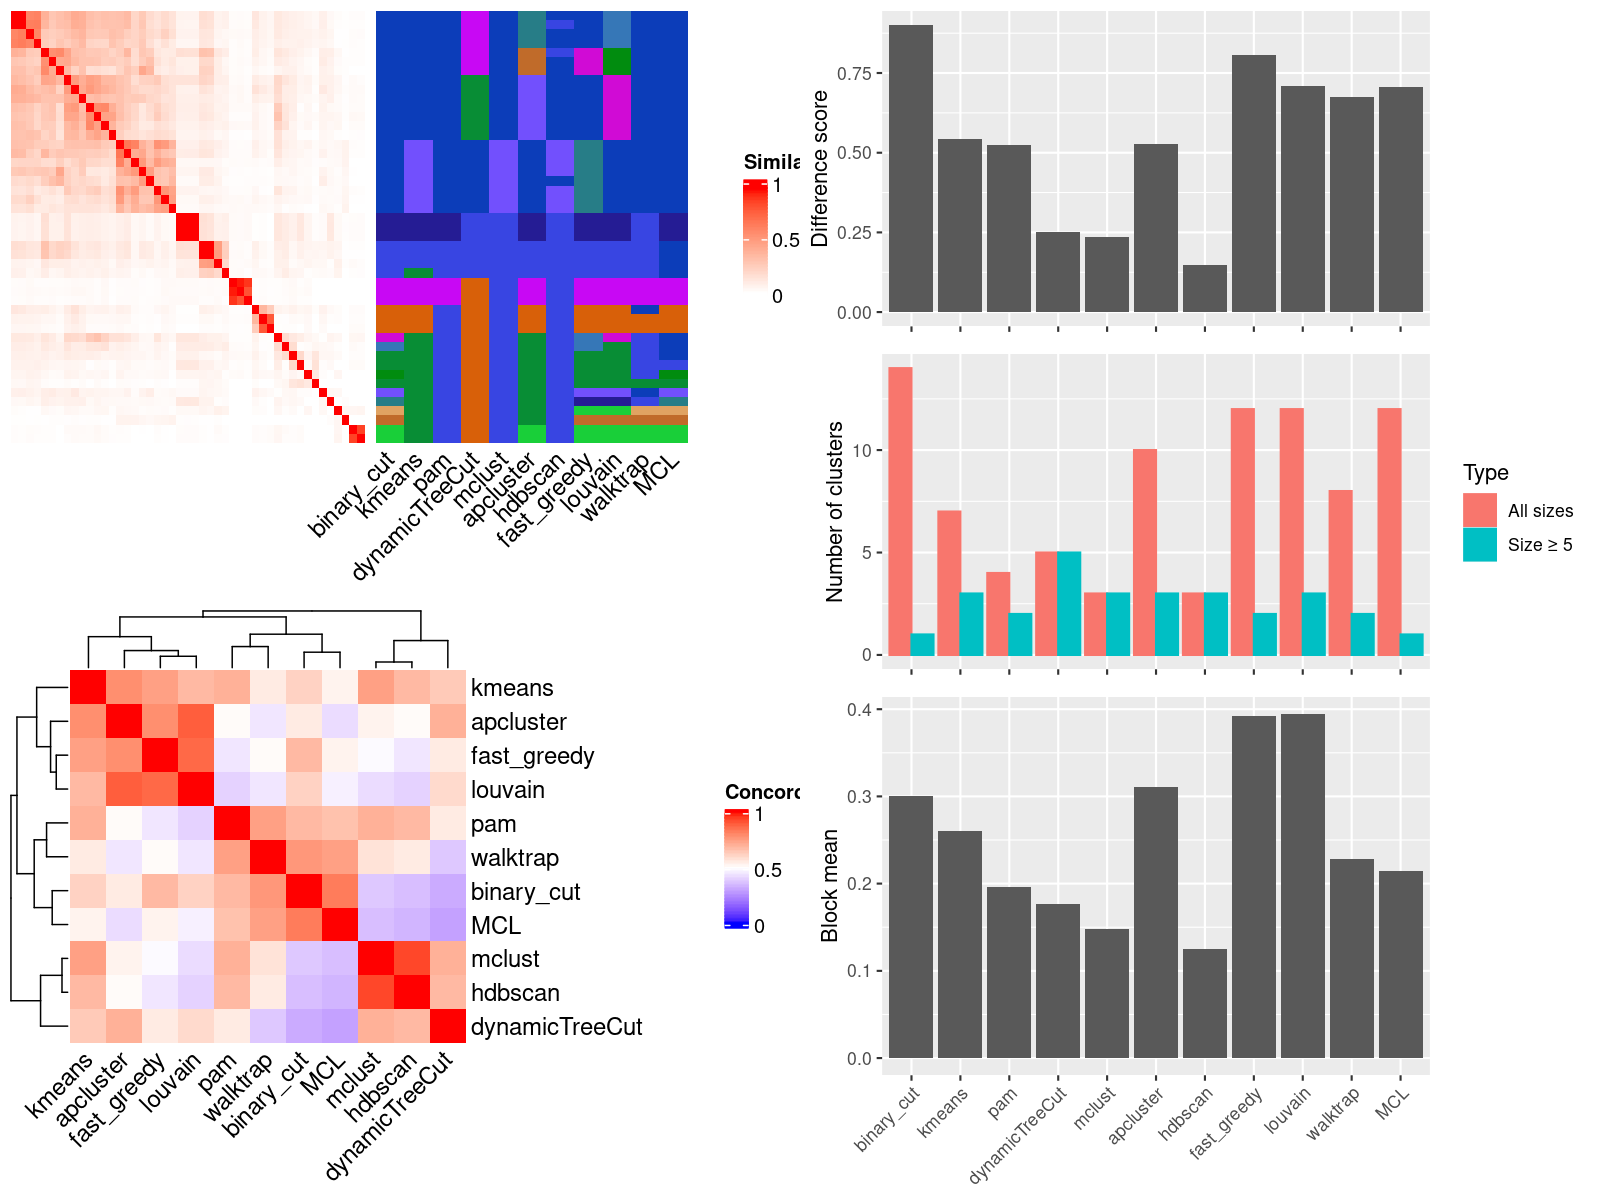 Simila
1
0.5
0
binary_cut
kmeans
pam
dynamicTreeCut
mclust
apcluster
hdbscan
fast_greedy
louvain
walktrap
MCL
Difference score
0.75
0.50
0.25
0.00
Number of clusters
10
5
0
Type
All sizes
Size ≥ 5
Block mean
0.4
0.3
0.2
0.1
0.0
binary_cut
kmeans
pam
dynamicTreeCut
mclust
apcluster
hdbscan
fast_greedy
louvain
walktrap
MCL
kmeans
apcluster
fast_greedy
louvain
pam
walktrap
binary_cut
MCL
mclust
hdbscan
dynamicTreeCut
kmeans
apcluster
fast_greedy
louvain
pam
walktrap
binary_cut
MCL
mclust
hdbscan
dynamicTreeCut
Concord
1
0.5
0